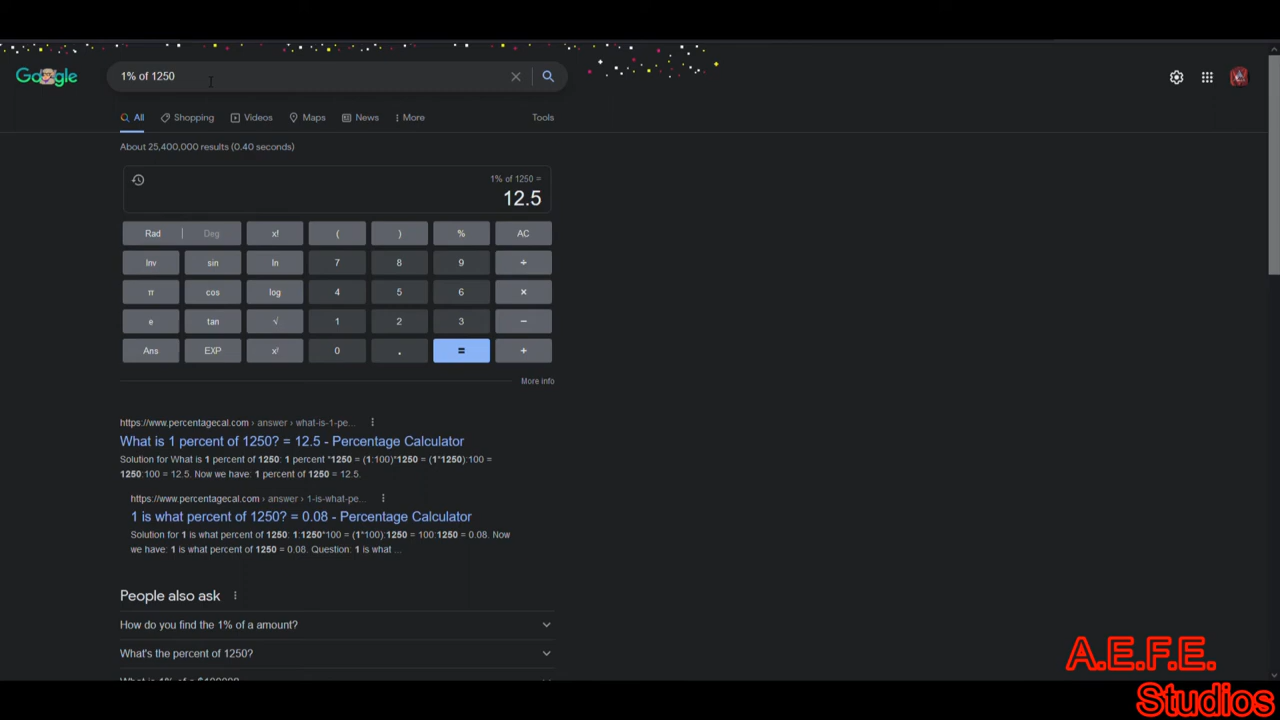 Google
1% of 1250
All
Shopping
Videos
Maps
News
More
Tools
About 25,400,000 results (0.40 seconds)
1% of 1250 =
12.5
Rad
Deg
x!
(
)
%
AC
Inv
sin
ln
7
8
9
÷
π
cos
log
4
5
6
×
e
tan
√
1
2
3
−
Ans
EXP
0
.
=
+
More info
https://www.percentagecal.com › answer › what-is-1-pe...
What is 1 percent of 1250? = 12.5 - Percentage Calculator
Solution for What is 1 percent of 1250: 1 percent *1250 = (1:100)*1250 = (1*1250):100 =
1250:100 = 12.5. Now we have: 1 percent of 1250 = 12.5.
https://www.percentagecal.com › answer › 1-is-what-pe...
1 is what percent of 1250? = 0.08 - Percentage Calculator
Solution for 1 is what percent of 1250: 1:1250*100 = (1*100):1250 = 100:1250 = 0.08. Now
we have: 1 is what percent of 1250 = 0.08. Question: 1 is what ...
People also ask
How do you find the 1% of a amount?
What's the percent of 1250?
A.E.F.E.
Studios